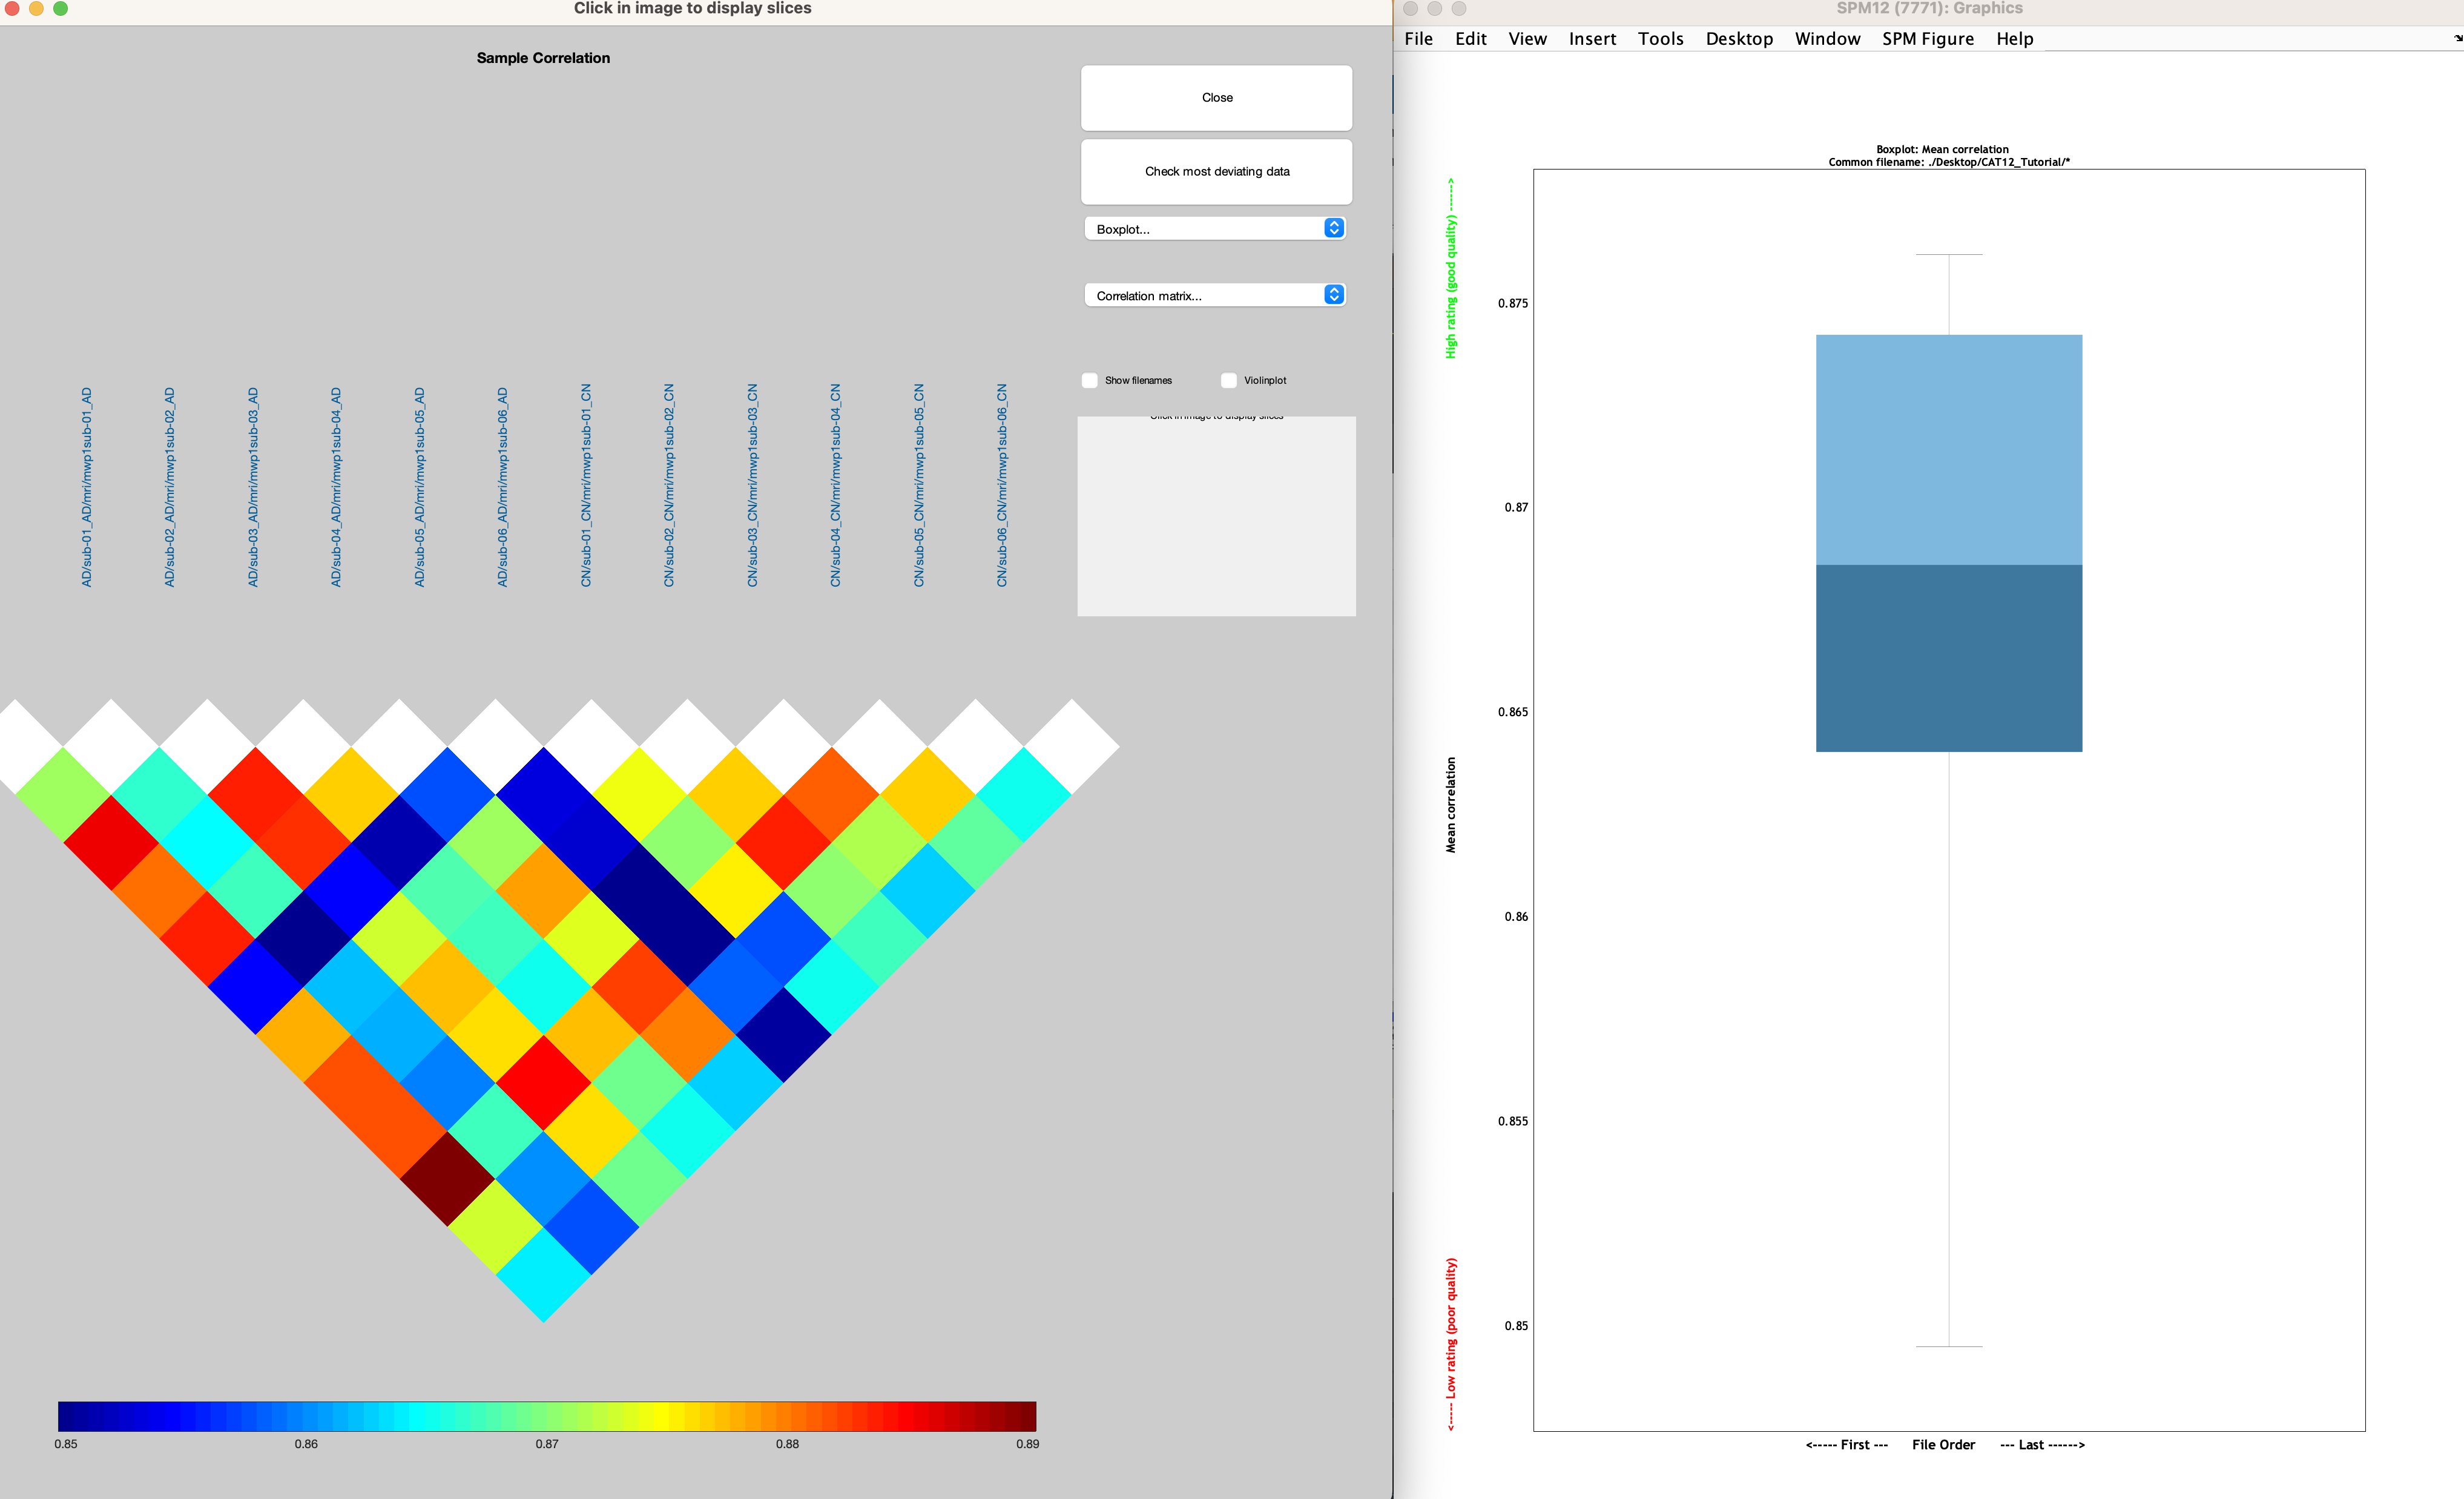 Click in image to display slices
Sample Correlation
Close
Check most deviating data
Boxplot...
Correlation matrix...
Show filenames
Violinplot
Click in image to display slices
AD/sub-01_AD/mri/mwp1sub-01_AD
AD/sub-02_AD/mri/mwp1sub-02_AD
AD/sub-03_AD/mri/mwp1sub-03_AD
AD/sub-04_AD/mri/mwp1sub-04_AD
AD/sub-05_AD/mri/mwp1sub-05_AD
AD/sub-06_AD/mri/mwp1sub-06_AD
CN/sub-01_CN/mri/mwp1sub-01_CN
CN/sub-02_CN/mri/mwp1sub-02_CN
CN/sub-03_CN/mri/mwp1sub-03_CN
CN/sub-04_CN/mri/mwp1sub-04_CN
CN/sub-05_CN/mri/mwp1sub-05_CN
CN/sub-06_CN/mri/mwp1sub-06_CN
0.85 0.86 0.87 0.88 0.89
SPM12 (7771): Graphics
File Edit View Insert Tools Desktop Window SPM Figure Help
Boxplot: Mean correlation
Common filename: ./Desktop/CAT12_Tutorial/*
High rating (good quality) ------>
Mean correlation
<----- Low rating (poor quality)
0.875
0.87
0.865
0.86
0.855
0.85
<----- First --- File Order --- Last ------>